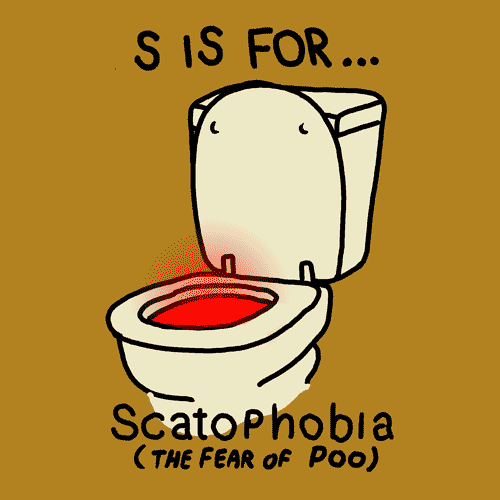 S IS FOR...
Scatophobia
(THE FEAR OF POO)